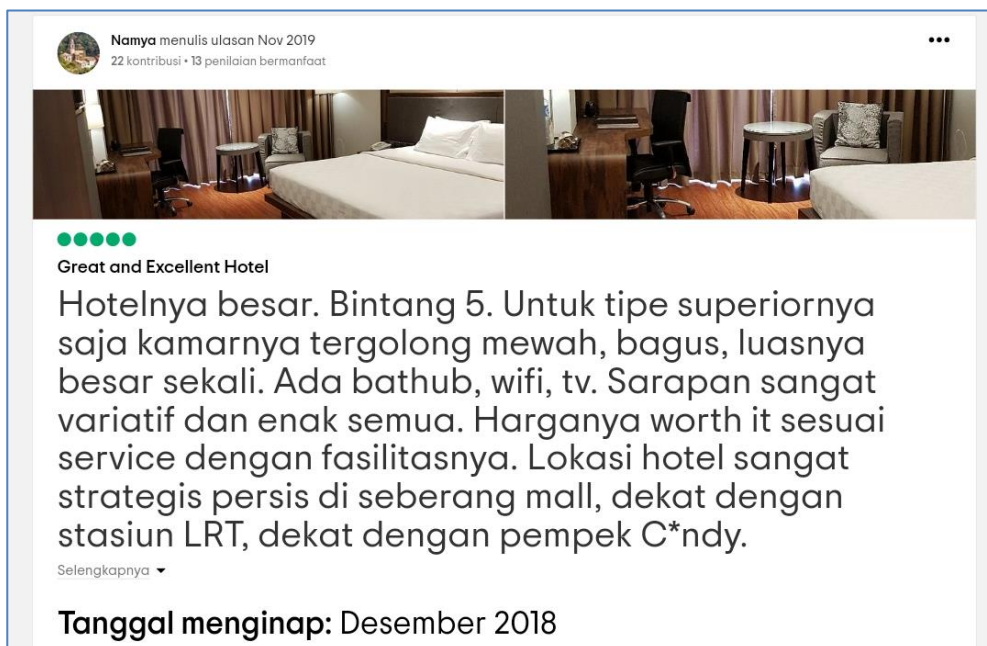 Namya menulis ulasan Nov 2019
22 kontribusi • 13 penilaian bermanfaat
Great and Excellent Hotel
Hotelnya besar. Bintang 5. Untuk tipe superiornya
saja kamarnya tergolong mewah, bagus, luasnya
besar sekali. Ada bathub, wifi, tv. Sarapan sangat
variatif dan enak semua. Harganya worth it sesuai
service dengan fasilitasnya. Lokasi hotel sangat
strategis persis di seberang mall, dekat dengan
stasiun LRT, dekat dengan pempek C*ndy.
Selengkapnya
Tanggal menginap: Desember 2018